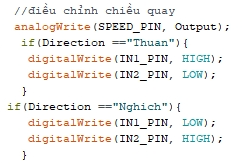 //điều chỉnh chiều quay
analogWrite(SPEED_PIN, Output);
if(Direction =="Thuan"){
digitalWrite(IN1_PIN, HIGH);
digitalWrite(IN2_PIN, LOW);
}
if(Direction =="Nghich"){
digitalWrite(IN1_PIN, LOW);
digitalWrite(IN2_PIN, HIGH);
}